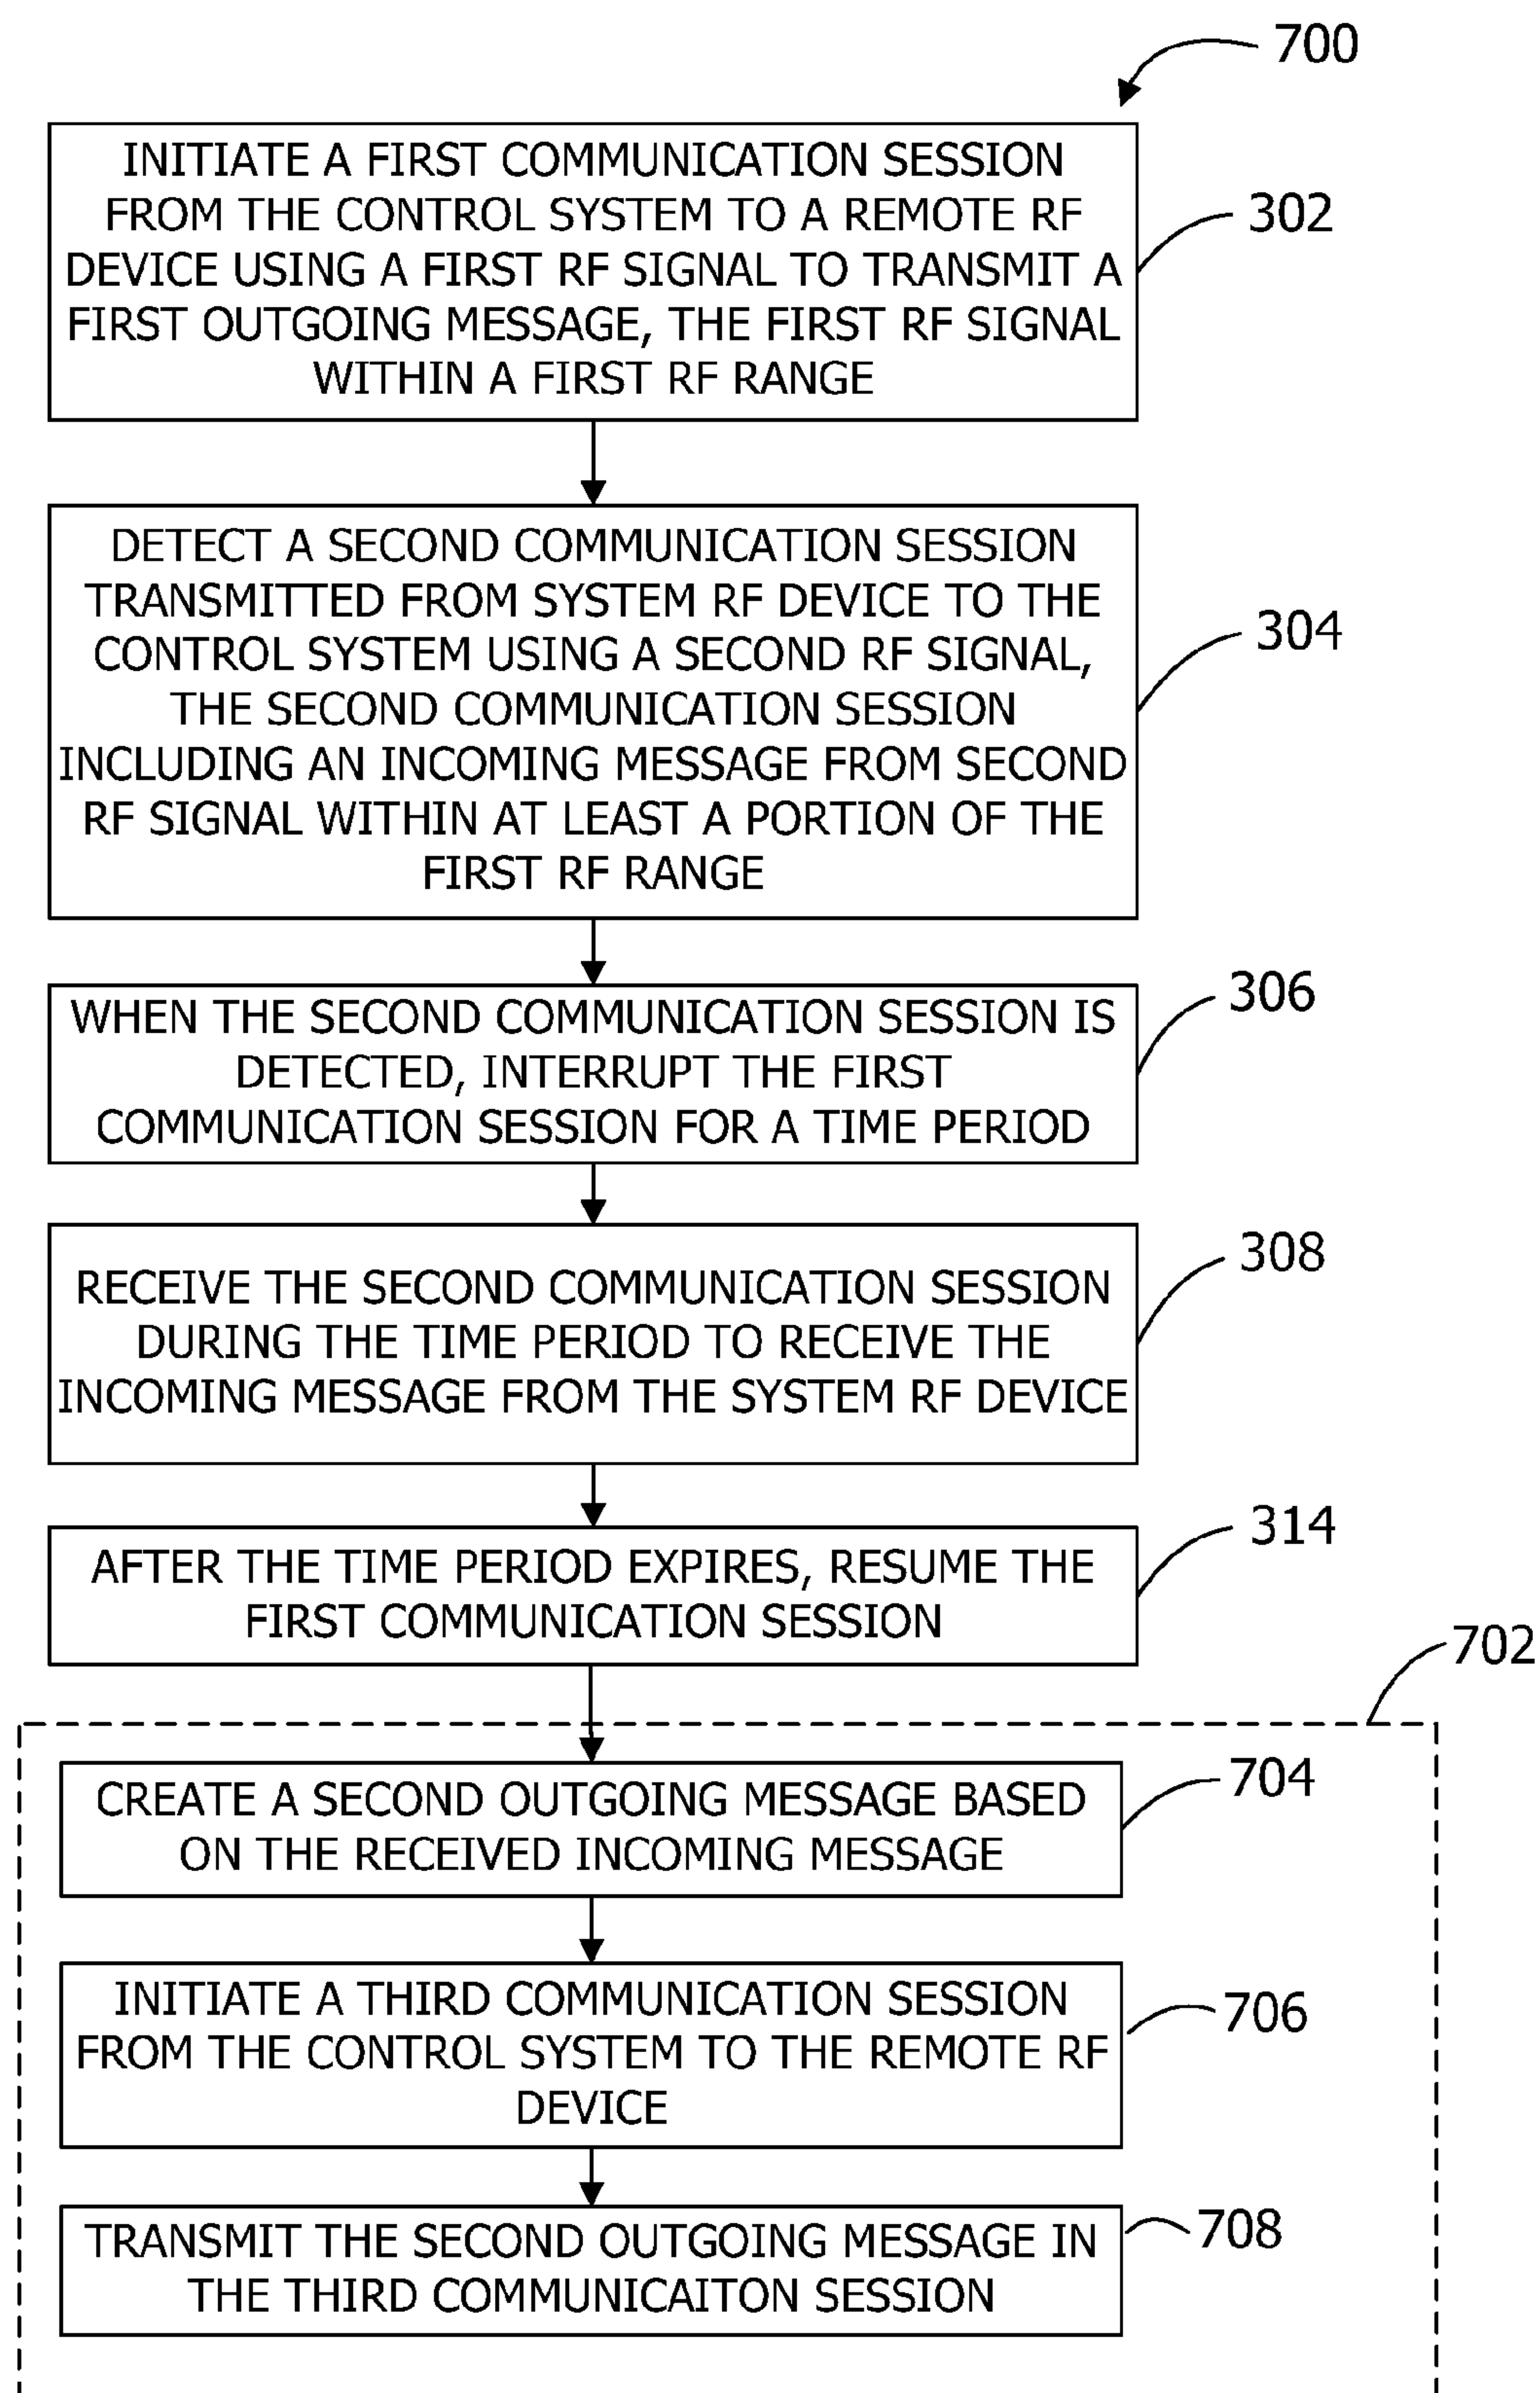 700
INITIATE A FIRST COMMUNICATION SESSION
FROM THE CONTROL SYSTEM TO A REMOTE RF
DEVICE USING A FIRST RF SIGNAL TO TRANSMIT A
FIRST OUTGOING MESSAGE, THE FIRST RF SIGNAL
WITHIN A FIRST RF RANGE
302
DETECT A SECOND COMMUNICATION SESSION
TRANSMITTED FROM SYSTEM RF DEVICE TO THE
CONTROL SYSTEM USING A SECOND RF SIGNAL,
THE SECOND COMMUNICATION SESSION
INCLUDING AN INCOMING MESSAGE FROM SECOND
RF SIGNAL WITHIN AT LEAST A PORTION OF THE
FIRST RF RANGE
304
WHEN THE SECOND COMMUNICATION SESSION IS
DETECTED, INTERRUPT THE FIRST
COMMUNICATION SESSION FOR A TIME PERIOD
306
RECEIVE THE SECOND COMMUNICATION SESSION
DURING THE TIME PERIOD TO RECEIVE THE
INCOMING MESSAGE FROM THE SYSTEM RF DEVICE
308
AFTER THE TIME PERIOD EXPIRES, RESUME THE
FIRST COMMUNICATION SESSION
314
702
CREATE A SECOND OUTGOING MESSAGE BASED
ON THE RECEIVED INCOMING MESSAGE
704
INITIATE A THIRD COMMUNICATION SESSION
FROM THE CONTROL SYSTEM TO THE REMOTE RF
DEVICE
706
TRANSMIT THE SECOND OUTGOING MESSAGE IN
THE THIRD COMMUNICAITON SESSION
708